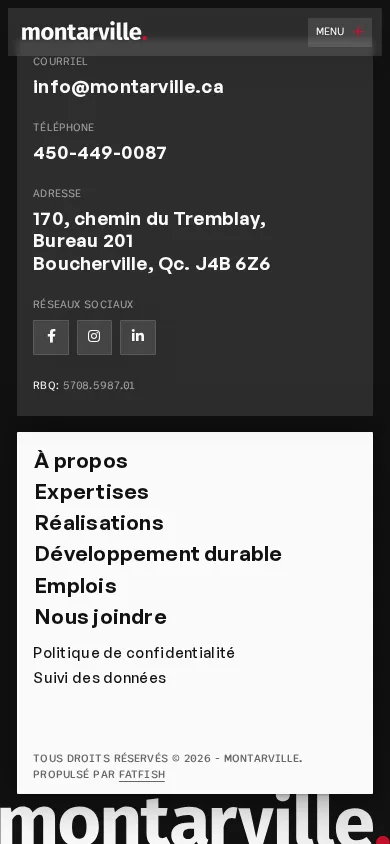 montarville.
MENU +
COURRIEL
info@montarville.ca
TÉLÉPHONE
450-449-0087
ADRESSE
170, chemin du Tremblay,
Bureau 201
Boucherville, Qc. J4B 6Z6
RÉSEAUX SOCIAUX
RBQ: 5708.5987.01
À propos
Expertises
Réalisations
Développement durable
Emplois
Nous joindre
Politique de confidentialité
Suivi des données
TOUS DROITS RÉSERVÉS © 2026 - MONTARVILLE.
PROPULSÉ PAR FATFISH
montarville.